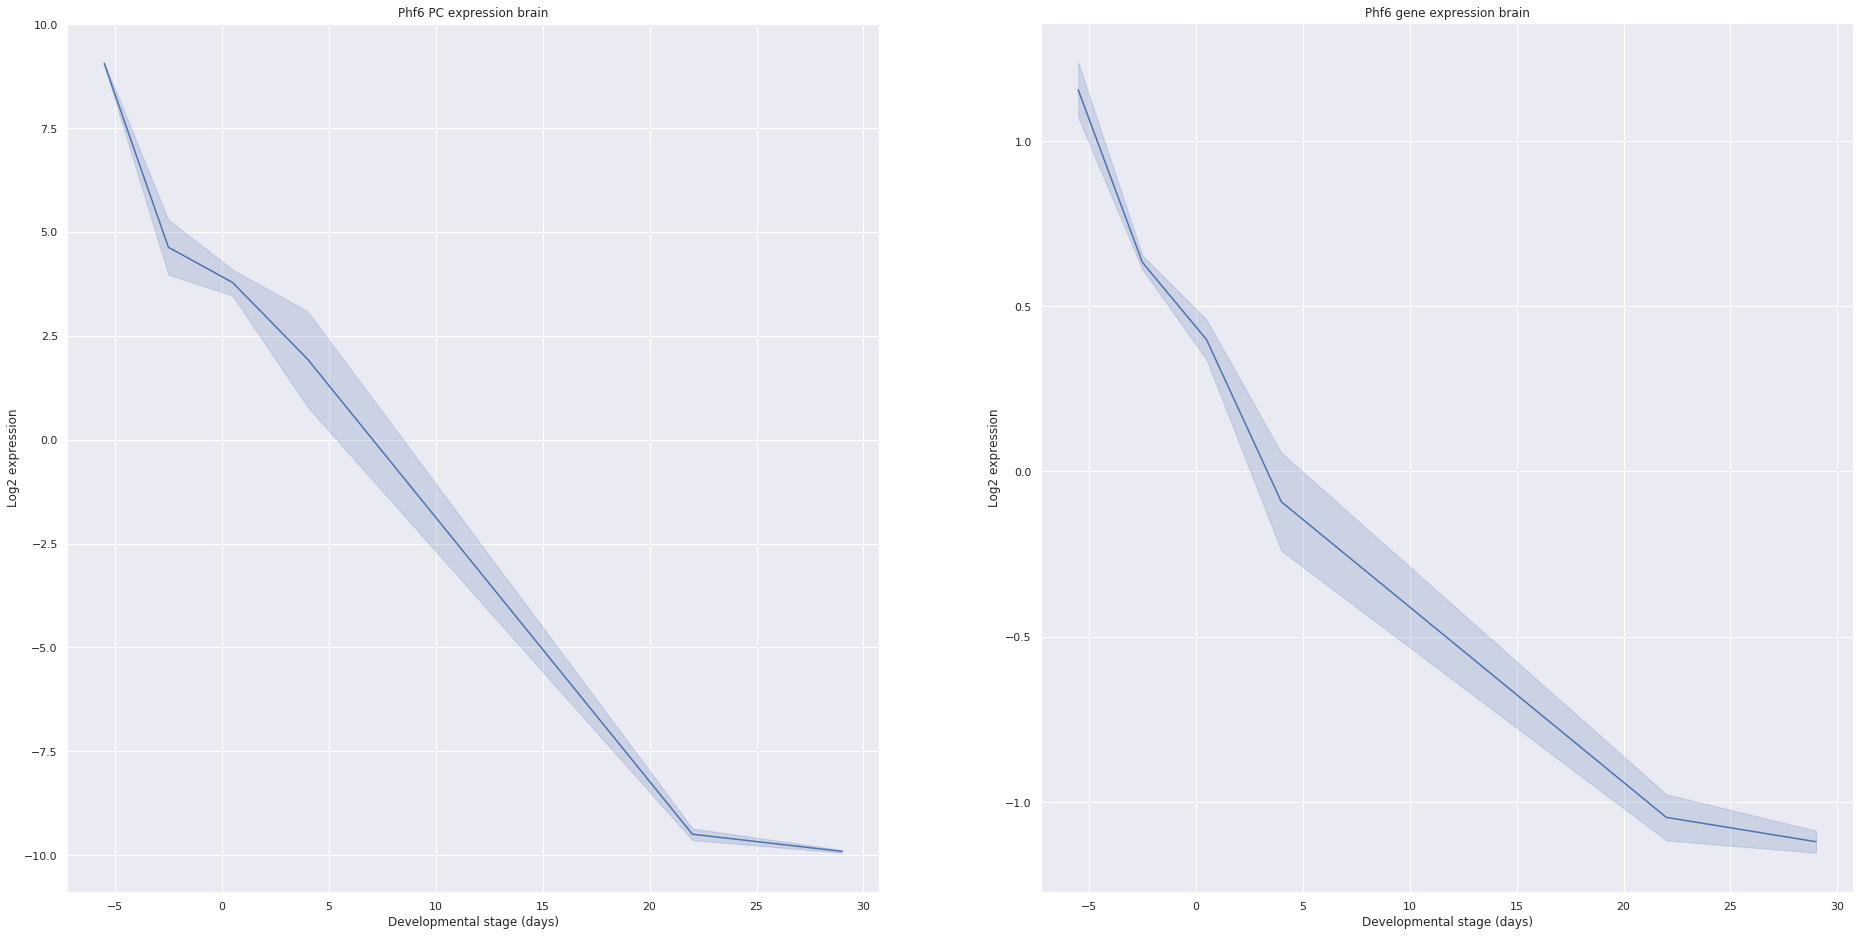 Phf6 PC expression brain
10.0
7.5
5.0
2.5
0.0
−2.5
−5.0
−7.5
−10.0
Log2 expression
−5 0 5 10 15 20 25 30
Developmental stage (days)
Phf6 gene expression brain
1.0
0.5
0.0
−0.5
−1.0
Log2 expression
−5 0 5 10 15 20 25 30
Developmental stage (days)